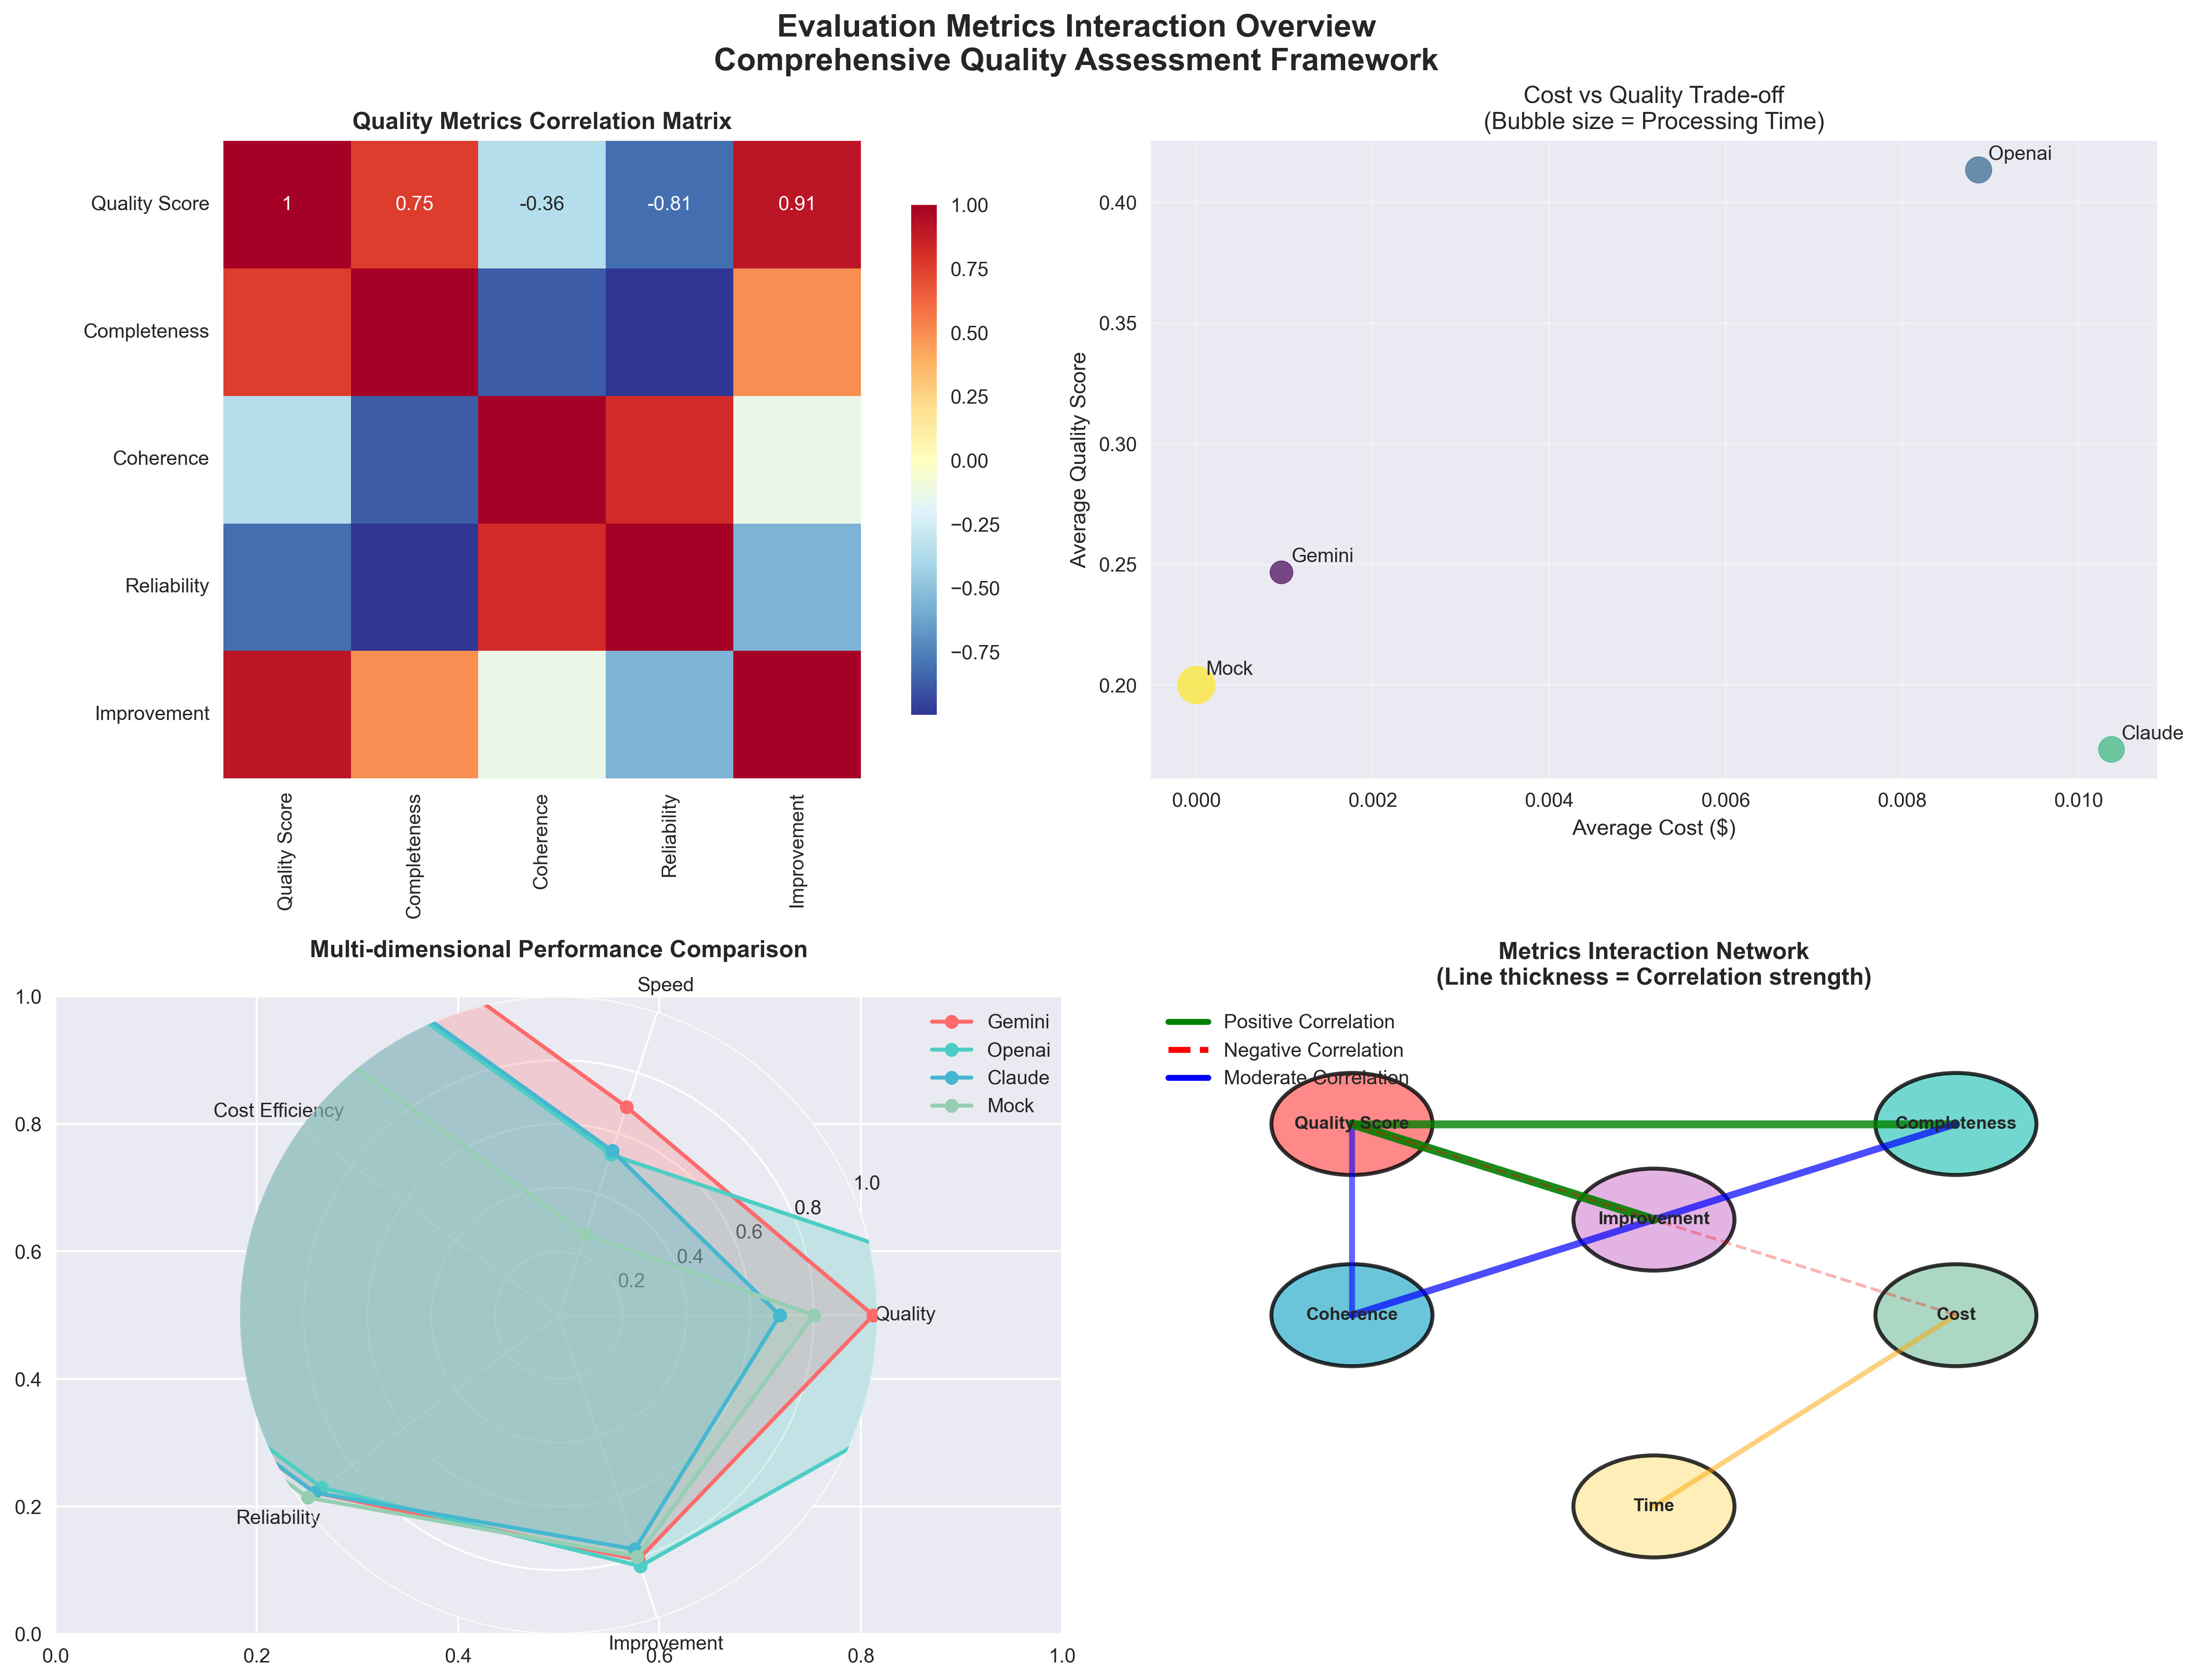 Evaluation Metrics Interaction Overview
Comprehensive Quality Assessment Framework
Quality Metrics Correlation Matrix
Quality Score
Completeness
Coherence
Reliability
Improvement
1
0.75
-0.36
-0.81
0.91
Quality Score
Completeness
Coherence
Reliability
Improvement
1.00
0.75
0.50
0.25
0.00
−0.25
−0.50
−0.75
Cost vs Quality Trade-off
(Bubble size = Processing Time)
Average Quality Score
0.40
0.35
0.30
0.25
0.20
Openai
Gemini
Mock
Claude
0.000
0.002
0.004
0.006
0.008
0.010
Average Cost ($)
Multi-dimensional Performance Comparison
1.0
0.8
0.6
0.4
0.2
0.0
0.0
0.2
0.4
0.6
0.8
1.0
Speed
Cost Efficiency
Quality
Reliability
Improvement
1.0
0.8
0.6
0.4
0.2
Gemini
Openai
Claude
Mock
Metrics Interaction Network
(Line thickness = Correlation strength)
Positive Correlation
Negative Correlation
Moderate Correlation
Quality Score
Completeness
Improvement
Coherence
Cost
Time